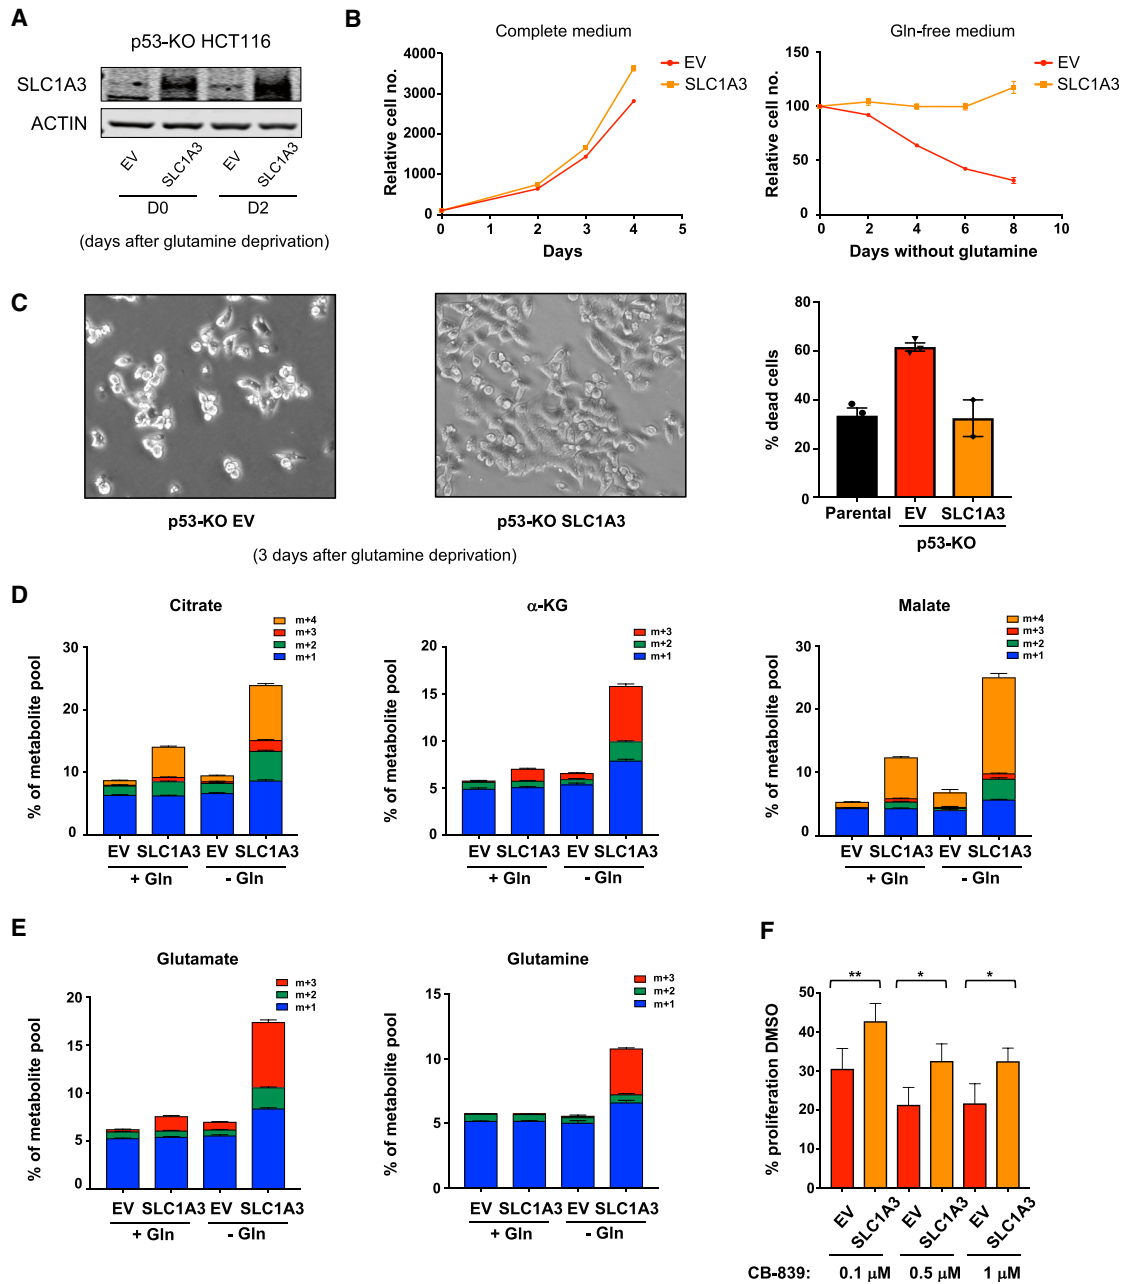 A
p53-KO HCT116
SLC1A3
ACTIN
EV
SLC1A3
EV
SLC1A3
D0
D2
(days after glutamine deprivation)
B
Complete medium
Relative cell no.
4000
3000
2000
1000
0
0 1 2 3 4 5
Days
EV
SLC1A3
Gln-free medium
Relative cell no.
150
100
50
0
0 2 4 6 8 10
Days without glutamine
EV
SLC1A3
C
p53-KO EV
p53-KO SLC1A3
(3 days after glutamine deprivation)
% dead cells
80
60
40
20
0
Parental EV SLC1A3
p53-KO
D
Citrate
m+4
m+3
m+2
m+1
% of metabolite pool
30
20
10
0
EV SLC1A3 EV SLC1A3
+ Gln - Gln
α-KG
m+3
m+2
m+1
% of metabolite pool
20
15
10
5
0
EV SLC1A3 EV SLC1A3
+ Gln - Gln
Malate
m+4
m+3
m+2
m+1
% of metabolite pool
30
20
10
0
EV SLC1A3 EV SLC1A3
+ Gln - Gln
E
Glutamate
m+3
m+2
m+1
% of metabolite pool
20
15
10
5
0
EV SLC1A3 EV SLC1A3
+ Gln - Gln
Glutamine
m+3
m+2
m+1
% of metabolite pool
15
10
5
0
EV SLC1A3 EV SLC1A3
+ Gln - Gln
F
** * *
% proliferation DMSO
50
40
30
20
10
0
EV
SLC1A3
EV
SLC1A3
EV
SLC1A3
CB-839: 0.1 μM 0.5 μM 1 μM